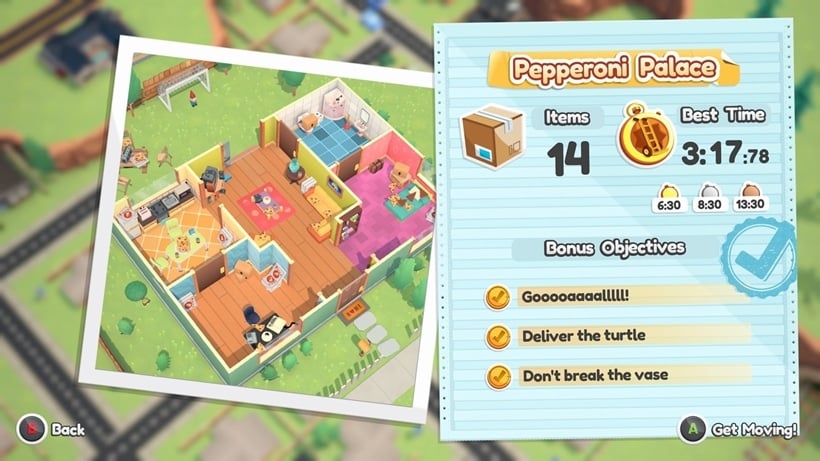 Pepperoni Palace
Items
14
Best Time
3:17.78
6:30 8:30 13:30
Bonus Objectives
Gooooaaaalllll!
Deliver the turtle
Don't break the vase
B Back
A Get Moving!